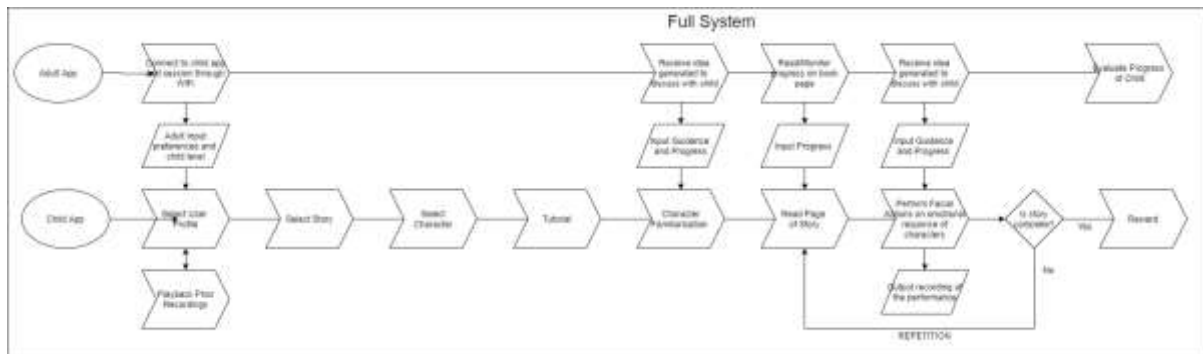 Full System
Adult App
Connect to child app
session through
Receive idea
generated to
discuss with child
Read/Monitor
progress on book
page
Receive idea
generated to
discuss with child
Evaluate Progress
of Child
Adult Input
preferences and
child level
Input Guidance
and Progress
Input Progress
Input Guidance
and Progress
Child App
Select User
Profile
Select Story
Select
Character
Tutorial
Character
Familiarisation
Read Page
of Story
Perform Facial
Actions on emotional
sequence of
characters
Is story
completed
Yes
Reward
No
Playback Prior
Recordings
Output recording of
the performance
REPETITION